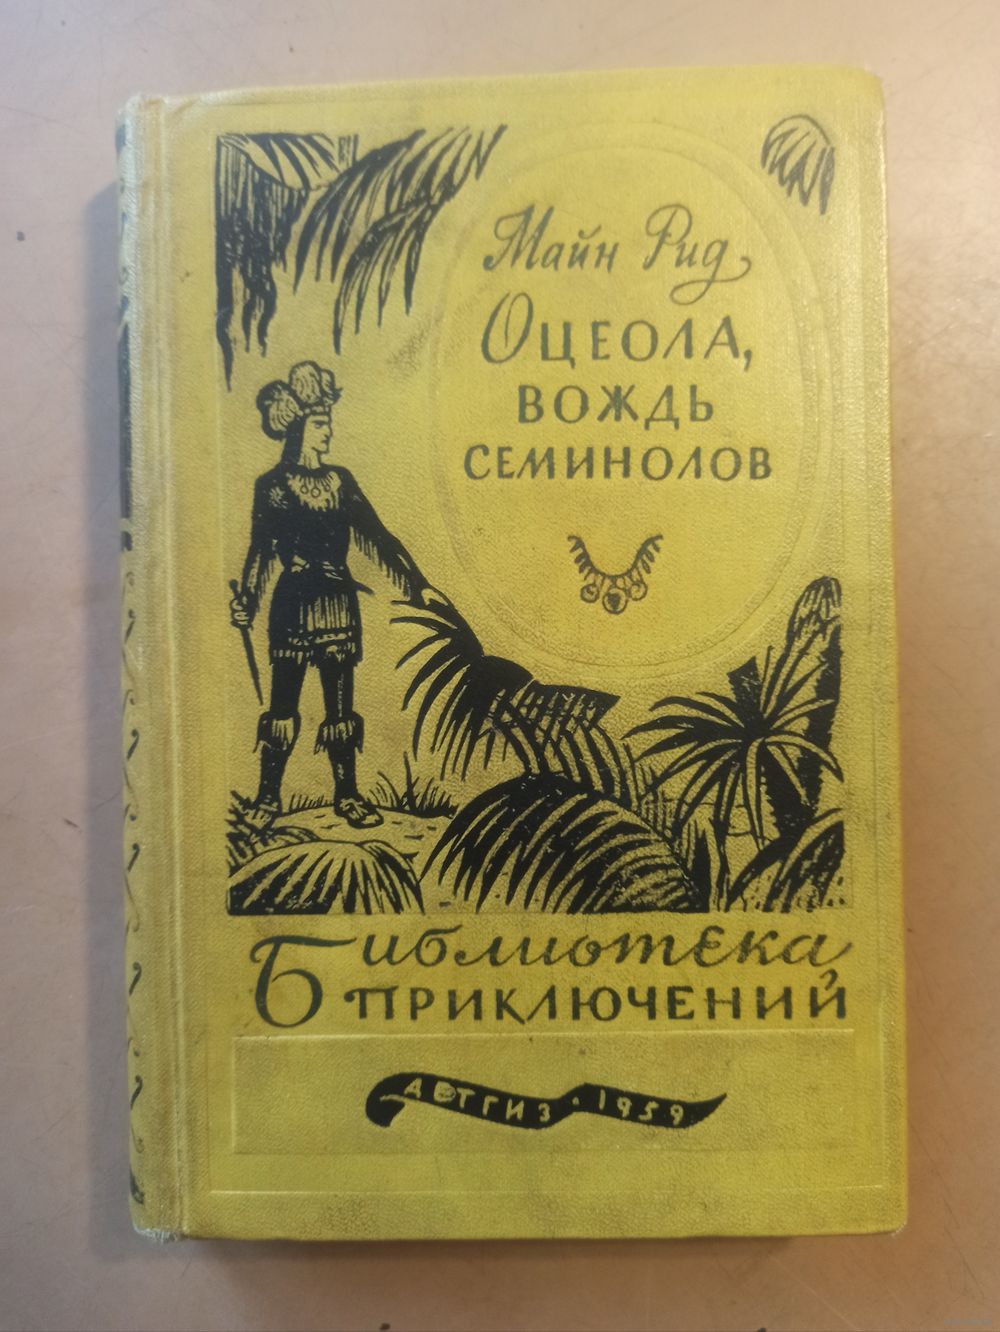 Майн Рид
Оцеола,
вождь
семинолов
Библиотека
приключений
ДЕТГИЗ • 1959